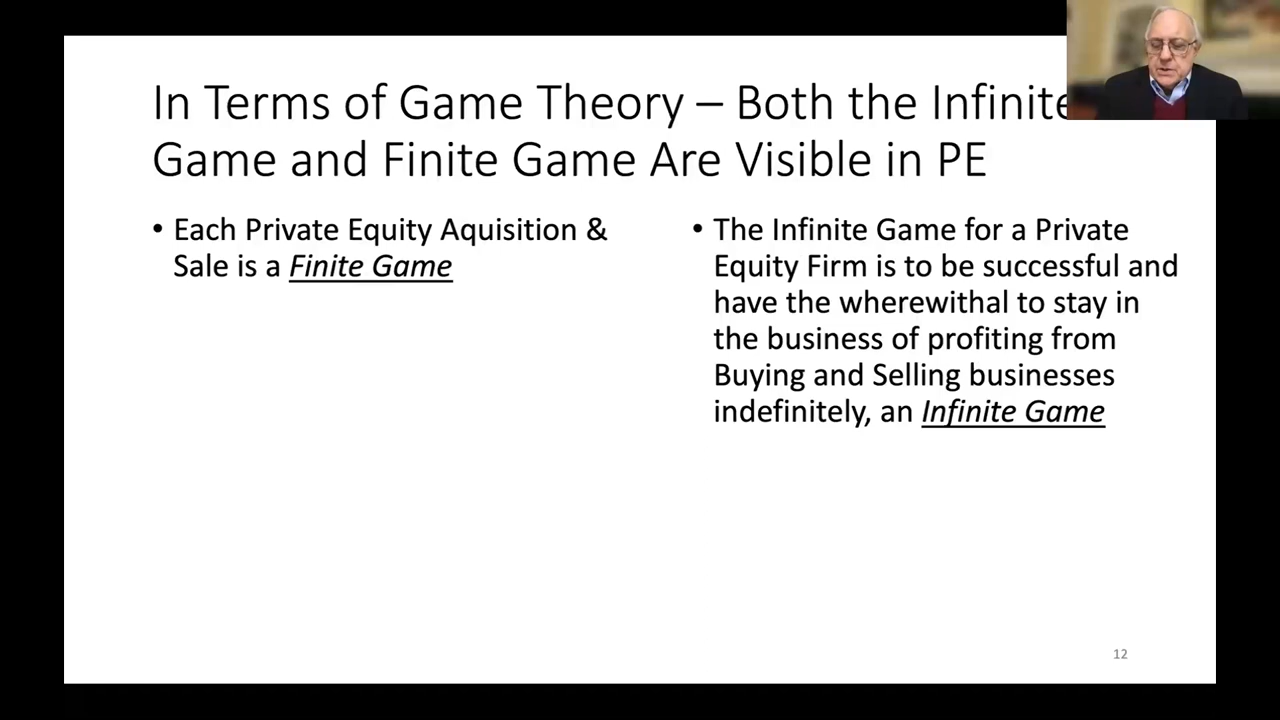 In Terms of Game Theory – Both the Infinite
Game and Finite Game Are Visible in PE
• Each Private Equity Aquisition &
Sale is a Finite Game
• The Infinite Game for a Private
Equity Firm is to be successful and
have the wherewithal to stay in
the business of profiting from
Buying and Selling businesses
indefinitely, an Infinite Game
12